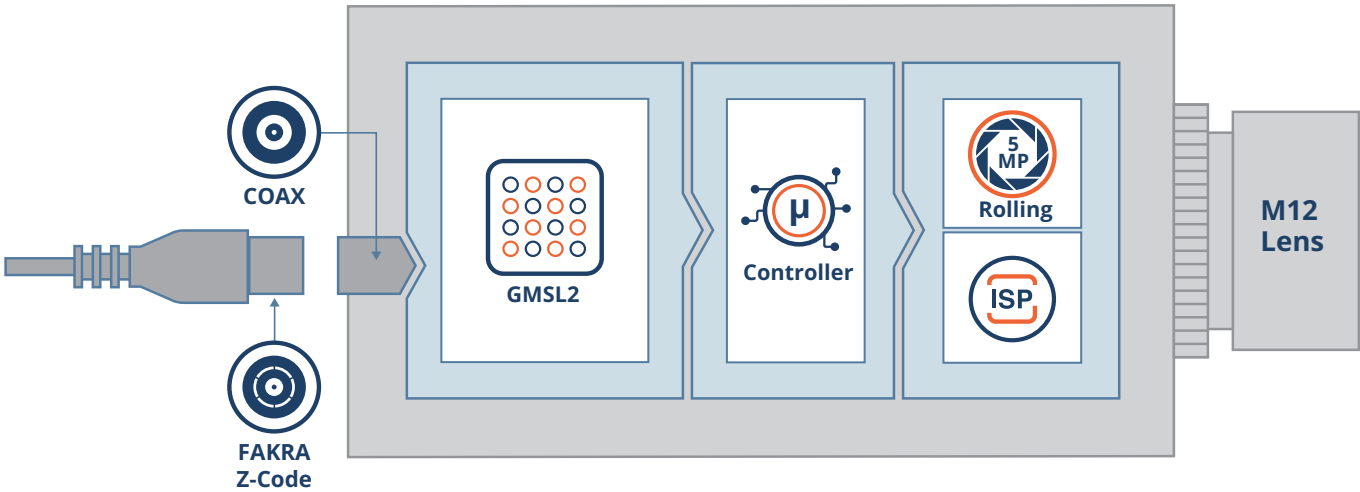 COAX
FAKRA
Z-Code
GMSL2
µ
Controller
5
MP
Rolling
ISP
M12
Lens